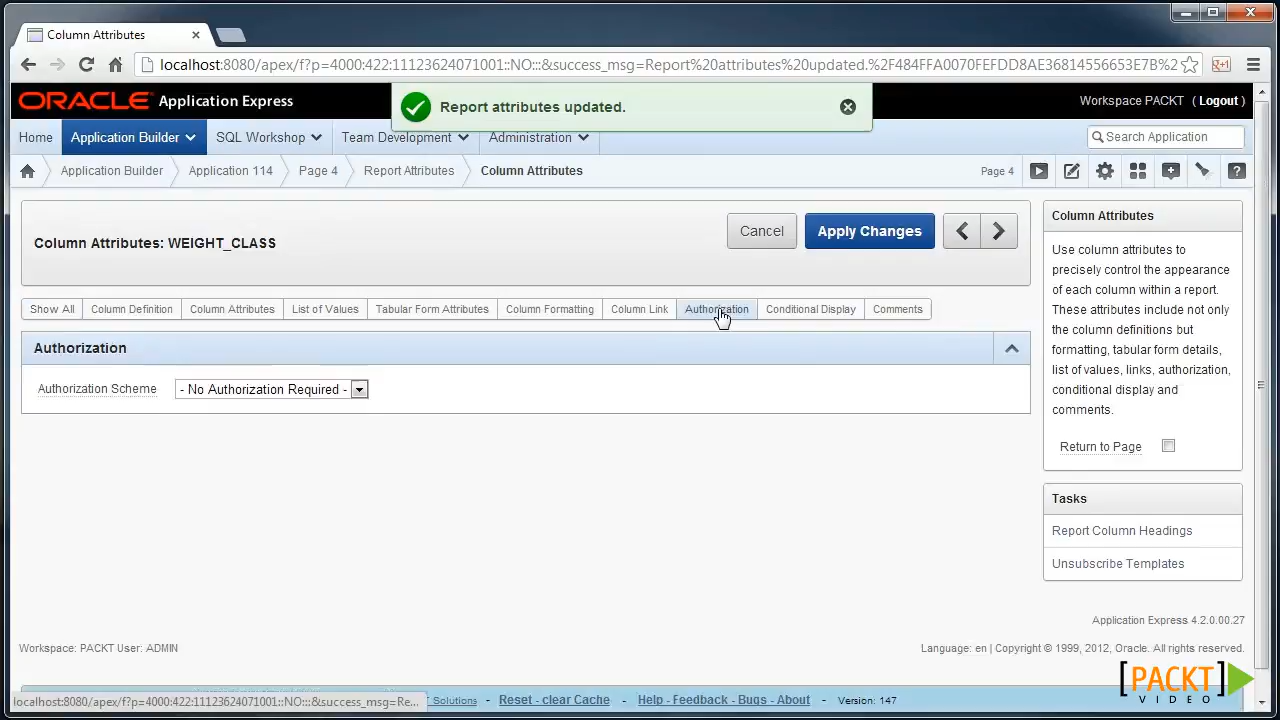 Column Attributes
localhost:8080/apex/f?p=4000:422:11123624071001::NO:::&success_msg=Report%20attributes%20updated.%2F484FFA0070FEFDD8AE36814556653E7B%2
ORACLE Application Express
Report attributes updated.
Workspace PACKT (Logout)
Home Application Builder SQL Workshop Team Development Administration
Search Application
Application Builder Application 114 Page 4 Report Attributes Column Attributes
Page 4
Column Attributes: WEIGHT_CLASS
Cancel Apply Changes
Show All Column Definition Column Attributes List of Values Tabular Form Attributes Column Formatting Column Link Authorization Conditional Display Comments
Authorization
Authorization Scheme - No Authorization Required -
Column Attributes
Use column attributes to
precisely control the appearance
of each column within a report.
These attributes include not only
the column definitions but
formatting, tabular form details,
list of values, links, authorization,
conditional display and
comments.
Return to Page
Tasks
Report Column Headings
Unsubscribe Templates
Application Express 4.2.0.00.27
Workspace: PACKT User: ADMIN
Language: en | Copyright © 1999, 2012, Oracle. All rights reserved.
localhost:8080/apex/f?p=4000:422:11123624071001::NO:::&success_msg=Re...
Solutions - Reset - clear Cache - Help - Feedback - Bugs - About - Version: 147
[PACKT]
VIDEO